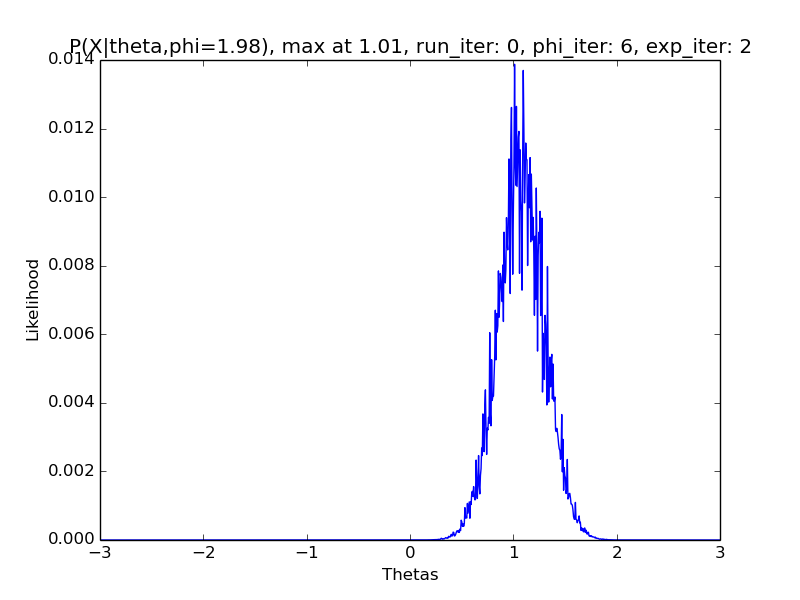 P(X|theta,phi=1.98), max at 1.01, run_iter: 0, phi_iter: 6, exp_iter: 2
0.014
0.012
0.010
0.008
0.006
0.004
0.002
0.000
Likelihood
−3 −2 −1 0 1 2 3
Thetas